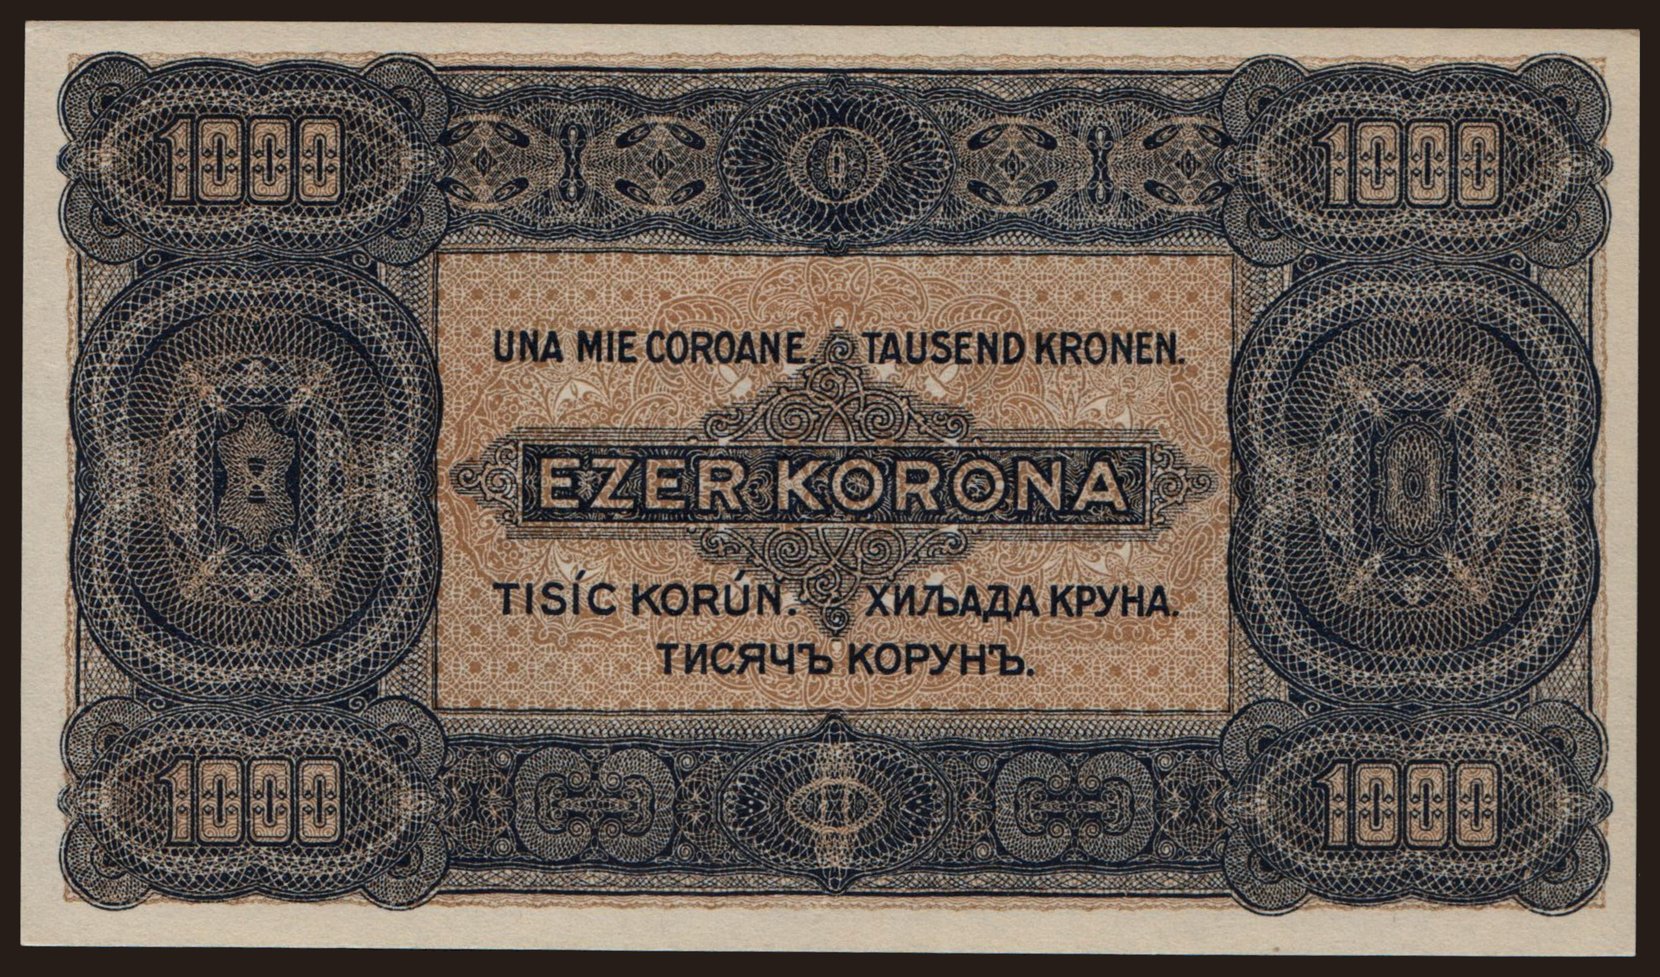 1000 1000
UNA MIE COROANE. TAUSEND KRONEN.
EZER KORONA
TISÍC KORÚN. ХИЉАДА КРУНА.
ТИСЯЧЪ КОРУНЪ.
1000 1000